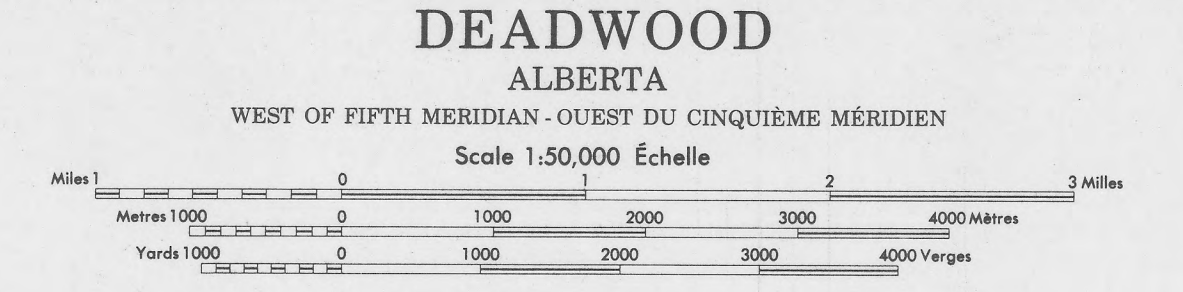 DEADWOOD
ALBERTA
WEST OF FIFTH MERIDIAN - OUEST DU CINQUIÈME MÉRIDIEN
Scale 1:50,000 Échelle
Miles 1 0 1 2 3 Milles
Metres 1000 0 1000 2000 3000 4000 Mètres
Yards 1000 0 1000 2000 3000 4000 Verges